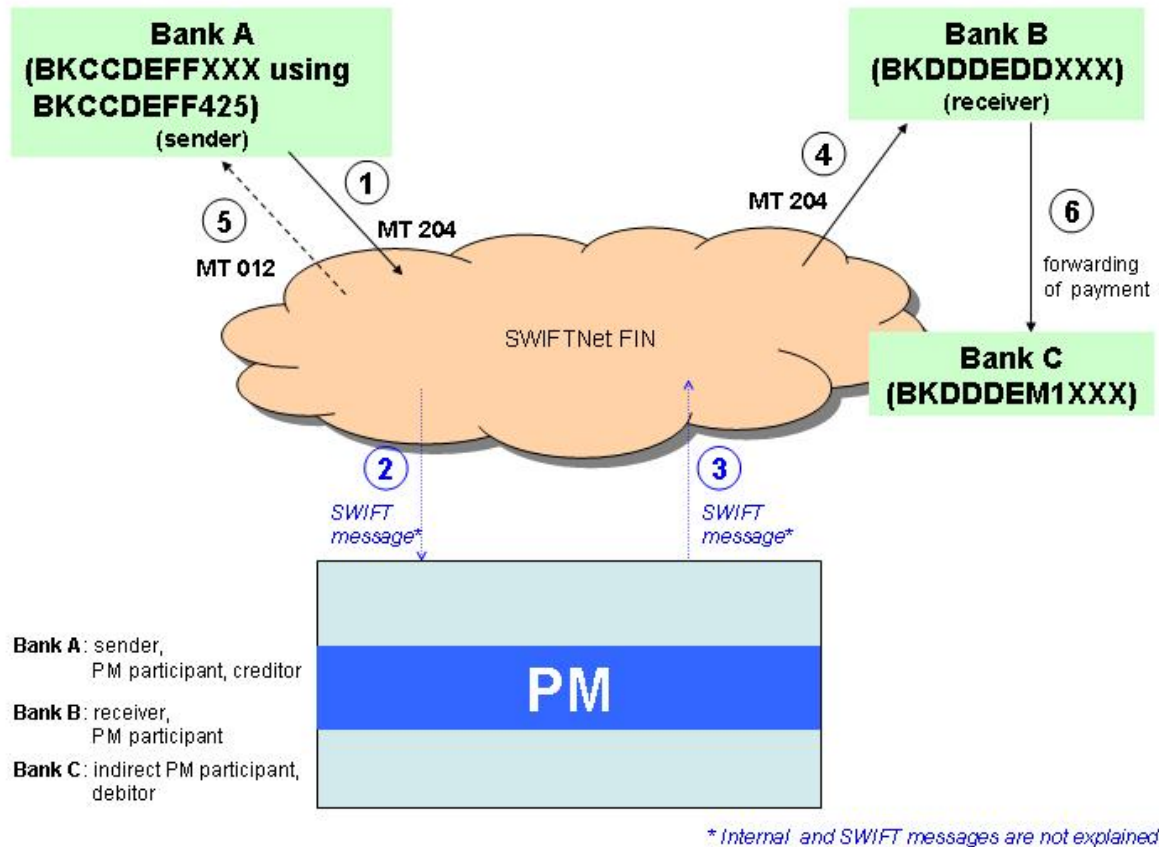 Bank A
(BKCCDEFFXXX using
BKCCDEFF425)
(sender)
Bank B
(BKDDDEDDXXX)
(receiver)
1
4
5
MT 204
MT 204
6
MT 012
forwarding
of payment
SWIFTNet FIN
Bank C
(BKDDDEM1XXX)
2
3
SWIFT
message*
SWIFT
message*
Bank A: sender,
PM participant, creditor
PM
Bank B: receiver,
PM participant
Bank C: indirect PM participant,
debitor
* Internal and SWIFT messages are not explained